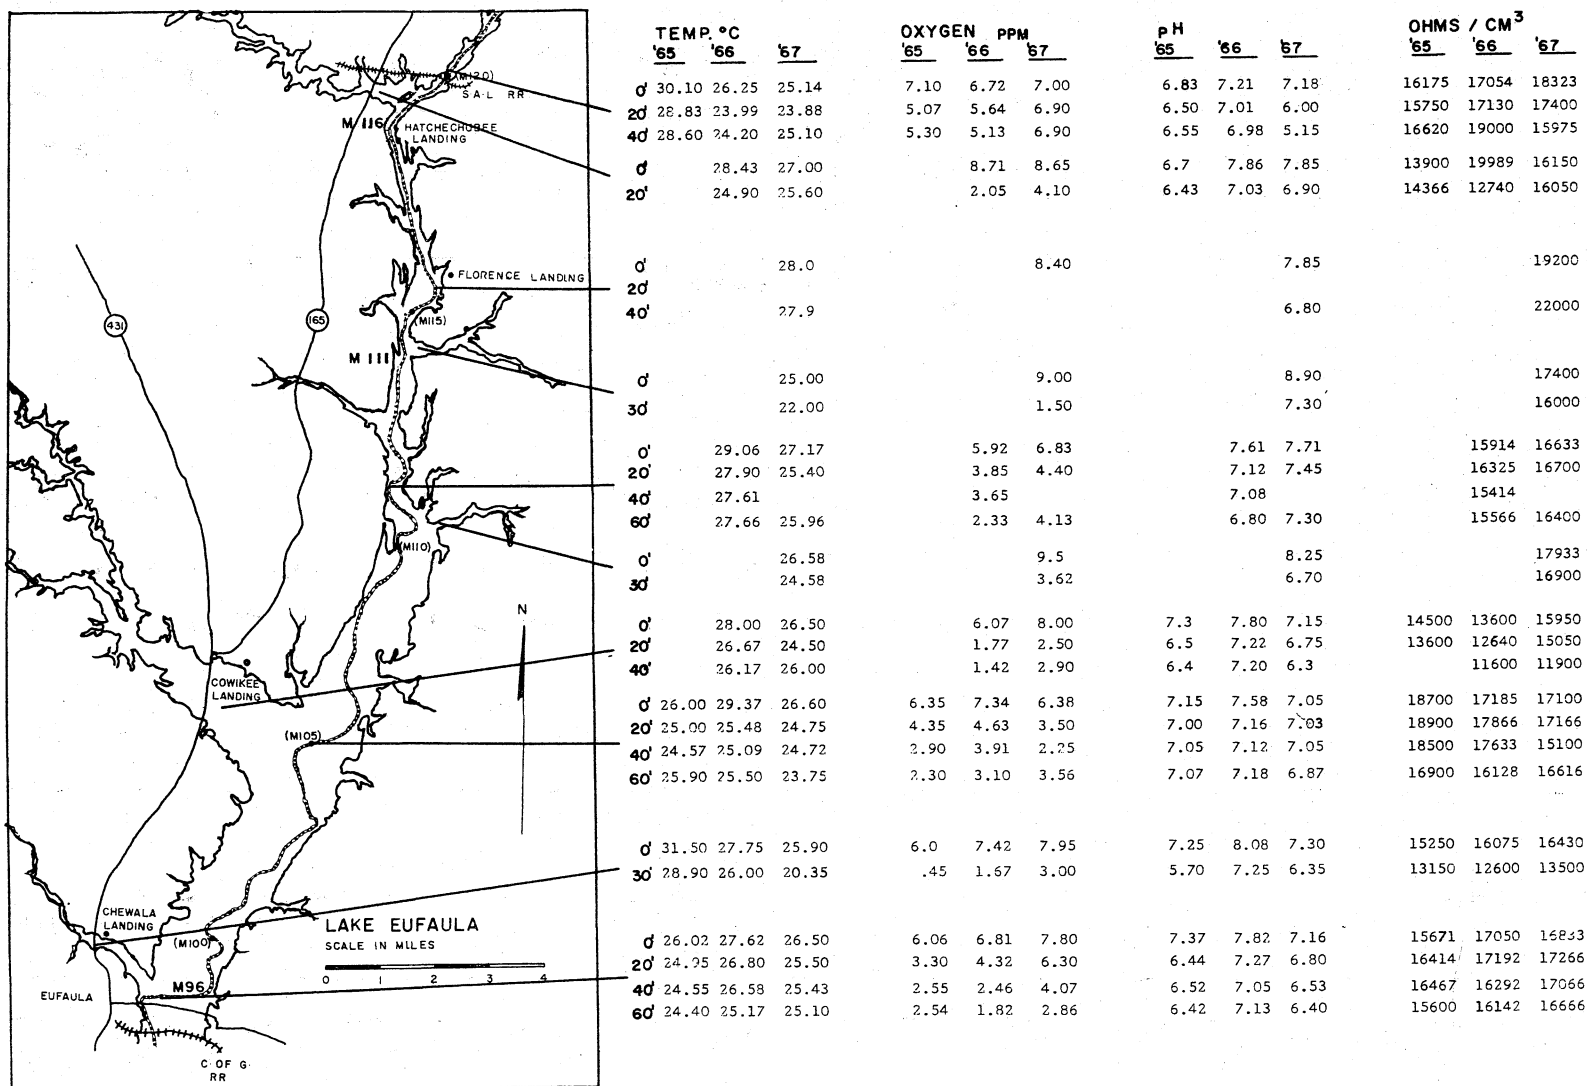 TEMP. °C OXYGEN PPM pH OHMS / CM³
'65 '66 '67 '65 '66 '67 '65 '66 '67 '65 '66 '67
0' 30.10 26.25 25.14 7.10 6.72 7.00 6.83 7.21 7.18 16175 17054 18323
20' 28.83 23.99 23.88 5.07 5.64 6.90 6.50 7.01 6.00 15750 17130 17400
40' 28.60 24.20 25.10 5.30 5.13 6.90 6.55 6.98 5.15 16620 19000 15975
0' 28.43 27.00 8.71 8.65 6.7 7.86 7.85 13900 19989 16150
20' 24.90 25.60 2.05 4.10 6.43 7.03 6.90 14366 12740 16050
0' 28.0 8.40 7.85 19200
20'
40' 27.9 6.80 22000
0' 25.00 9.00 8.90 17400
30' 22.00 1.50 7.30 16000
0' 29.06 27.17 5.92 6.83 7.61 7.71 15914 16633
20' 27.90 25.40 3.85 4.40 7.12 7.45 16325 16700
40' 27.61 3.65 7.08 15414
60' 27.66 25.96 2.33 4.13 6.80 7.30 15566 16400
0' 26.58 9.5 8.25 17933
30' 24.58 3.62 6.70 16900
0' 28.00 26.50 6.07 8.00 7.3 7.80 7.15 14500 13600 15950
20' 26.67 24.50 1.77 2.50 6.5 7.22 6.75 13600 12640 15050
40' 26.17 26.00 1.42 2.90 6.4 7.20 6.3 11600 11900
0' 26.00 29.37 26.60 6.35 7.34 6.38 7.15 7.58 7.05 18700 17185 17100
20' 25.00 25.48 24.75 4.35 4.63 3.50 7.00 7.16 7.03 18900 17866 17166
40' 24.57 25.09 24.72 2.90 3.91 2.25 7.05 7.12 7.05 18500 17633 15100
60' 25.90 25.50 23.75 2.30 3.10 3.56 7.07 7.18 6.87 16900 16128 16616
0' 31.50 27.75 25.90 6.0 7.42 7.95 7.25 8.08 7.30 15250 16075 16430
30' 28.90 26.00 20.35 .45 1.67 3.00 5.70 7.25 6.35 13150 12600 13500
0' 26.02 27.62 26.50 6.06 6.81 7.80 7.37 7.82 7.16 15671 17050
20' 24.95 26.80 25.50 3.30 4.32 6.30 6.44 7.27 6.80 16414 17192 17266
40' 24.55 26.58 25.43 2.55 2.46 4.07 6.52 7.05 6.53 16467 16292 17066
60' 24.40 25.17 25.10 2.54 1.82 2.86 6.42 7.13 6.40 15600 16142 16666
(M120)
S.A.L RR
M 116
HATCHECHUBEE
LANDING
FLORENCE LANDING
431
165
(M115)
M 111
(M110)
N
COWIKEE
LANDING
(M105)
CHEWALA
LANDING
(M100)
LAKE EUFAULA
SCALE IN MILES
0 1 2 3 4
M96
EUFAULA
C OF G
RR